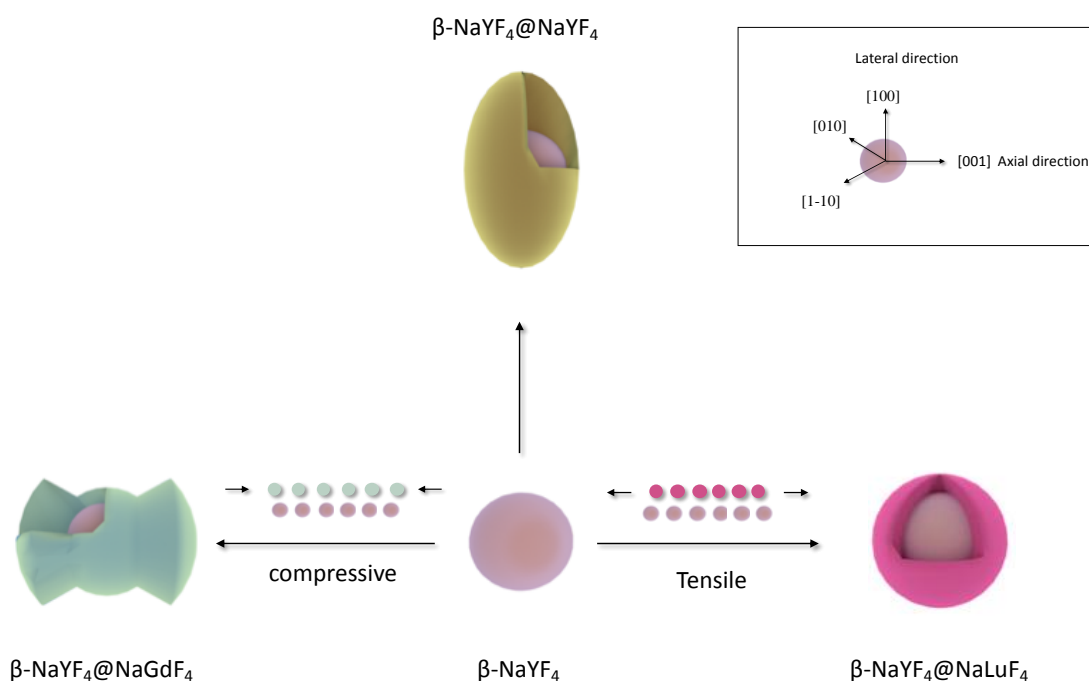 β-NaYF₄@NaYF₄
Lateral direction
[100]
[010]
[001] Axial direction
[1-10]
compressive
Tensile
β-NaYF₄@NaGdF₄
β-NaYF₄
β-NaYF₄@NaLuF₄